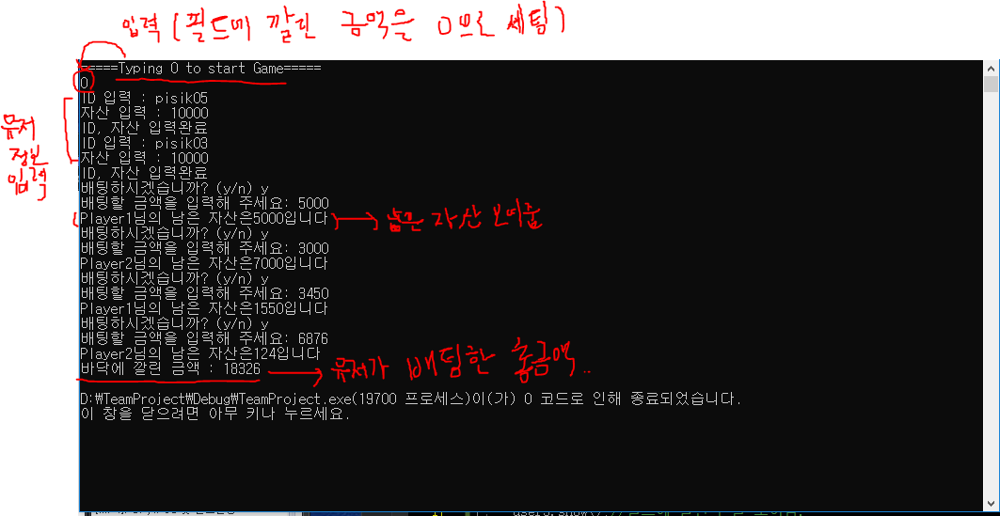 입력 (필드에 깔린 금액을 0으로 세팅)
=====Typing 0 to start Game=====
0
ID 입력 : pisik05
자산 입력 : 10000
ID, 자산 입력완료
ID 입력 : pisik03
자산 입력 : 10000
ID, 자산 입력완료
유저
정보
입력
배팅하시겠습니까? (y/n) y
배팅할 금액을 입력해 주세요: 5000
Player1님의 남은 자산은5000입니다
남은 자산 보여줌
배팅하시겠습니까? (y/n) y
배팅할 금액을 입력해 주세요: 3000
Player2님의 남은 자산은7000입니다
배팅하시겠습니까? (y/n) y
배팅할 금액을 입력해 주세요: 3450
Player1님의 남은 자산은1550입니다
배팅하시겠습니까? (y/n) y
배팅할 금액을 입력해 주세요: 6876
Player2님의 남은 자산은124입니다
바닥에 깔린 금액 : 18326
유저가 배팅한 총금액..
D:\TeamProject\Debug\TeamProject.exe(19700 프로세스)이(가) 0 코드로 인해 종료되었습니다.
이 창을 닫으려면 아무 키나 누르세요.